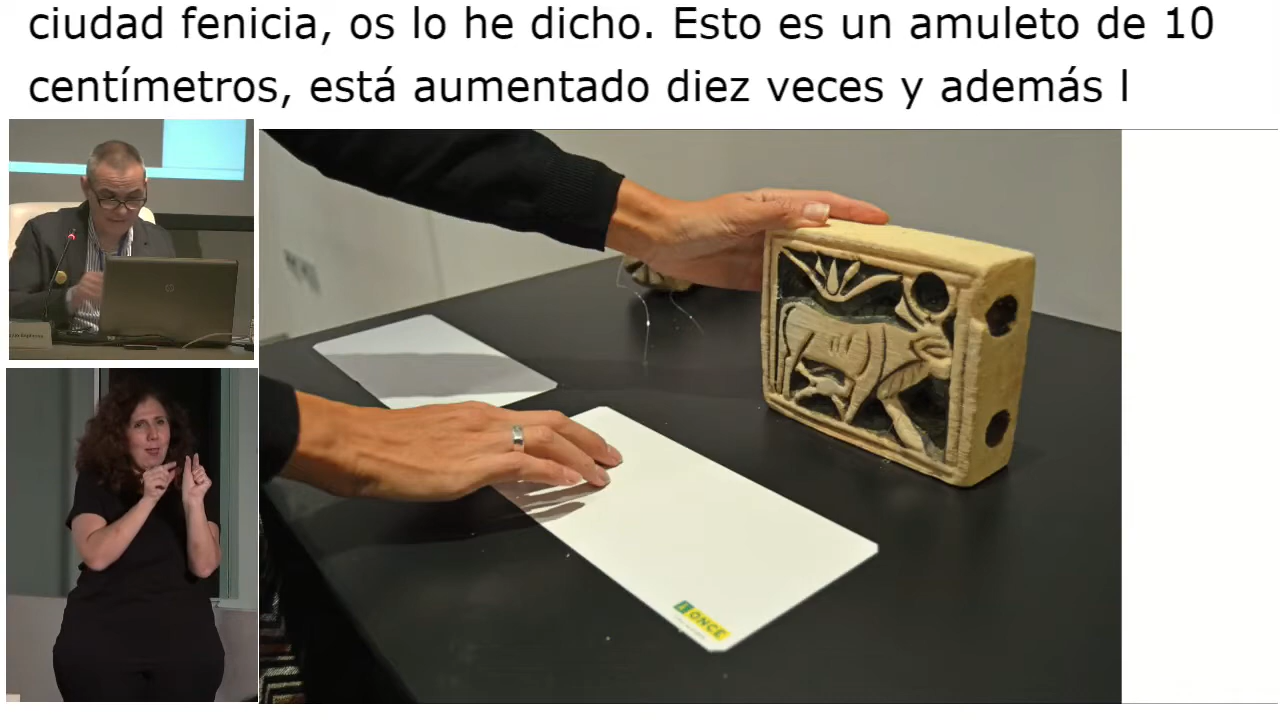 ciudad fenicia, os lo he dicho. Esto es un amuleto de 10
centímetros, está aumentado diez veces y además l
hp
ONCE